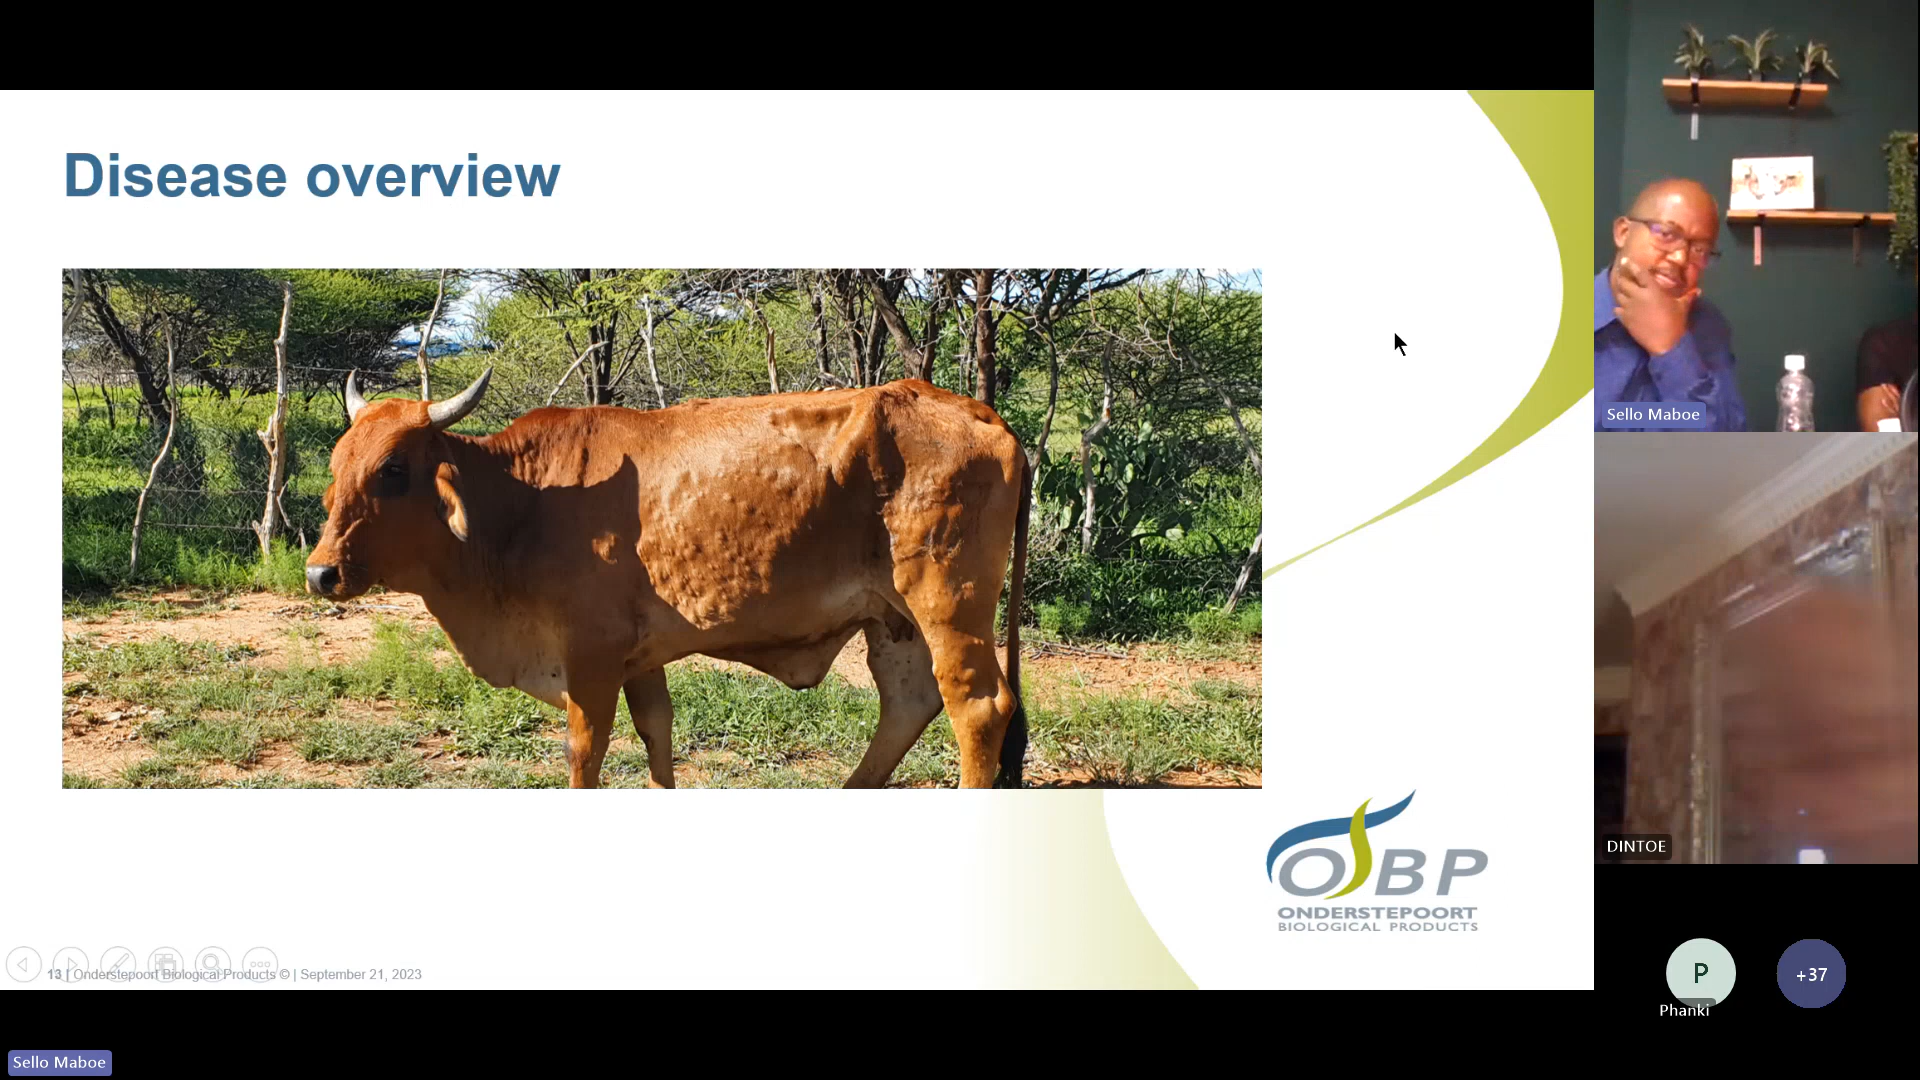 Disease overview
OBP
ONDERSTEPOORT
BIOLOGICAL PRODUCTS
13 | Onderstepoort Biological Products © | September 21, 2023
Sello Maboe
DINTOE
P
Phanki
+37
Sello Maboe